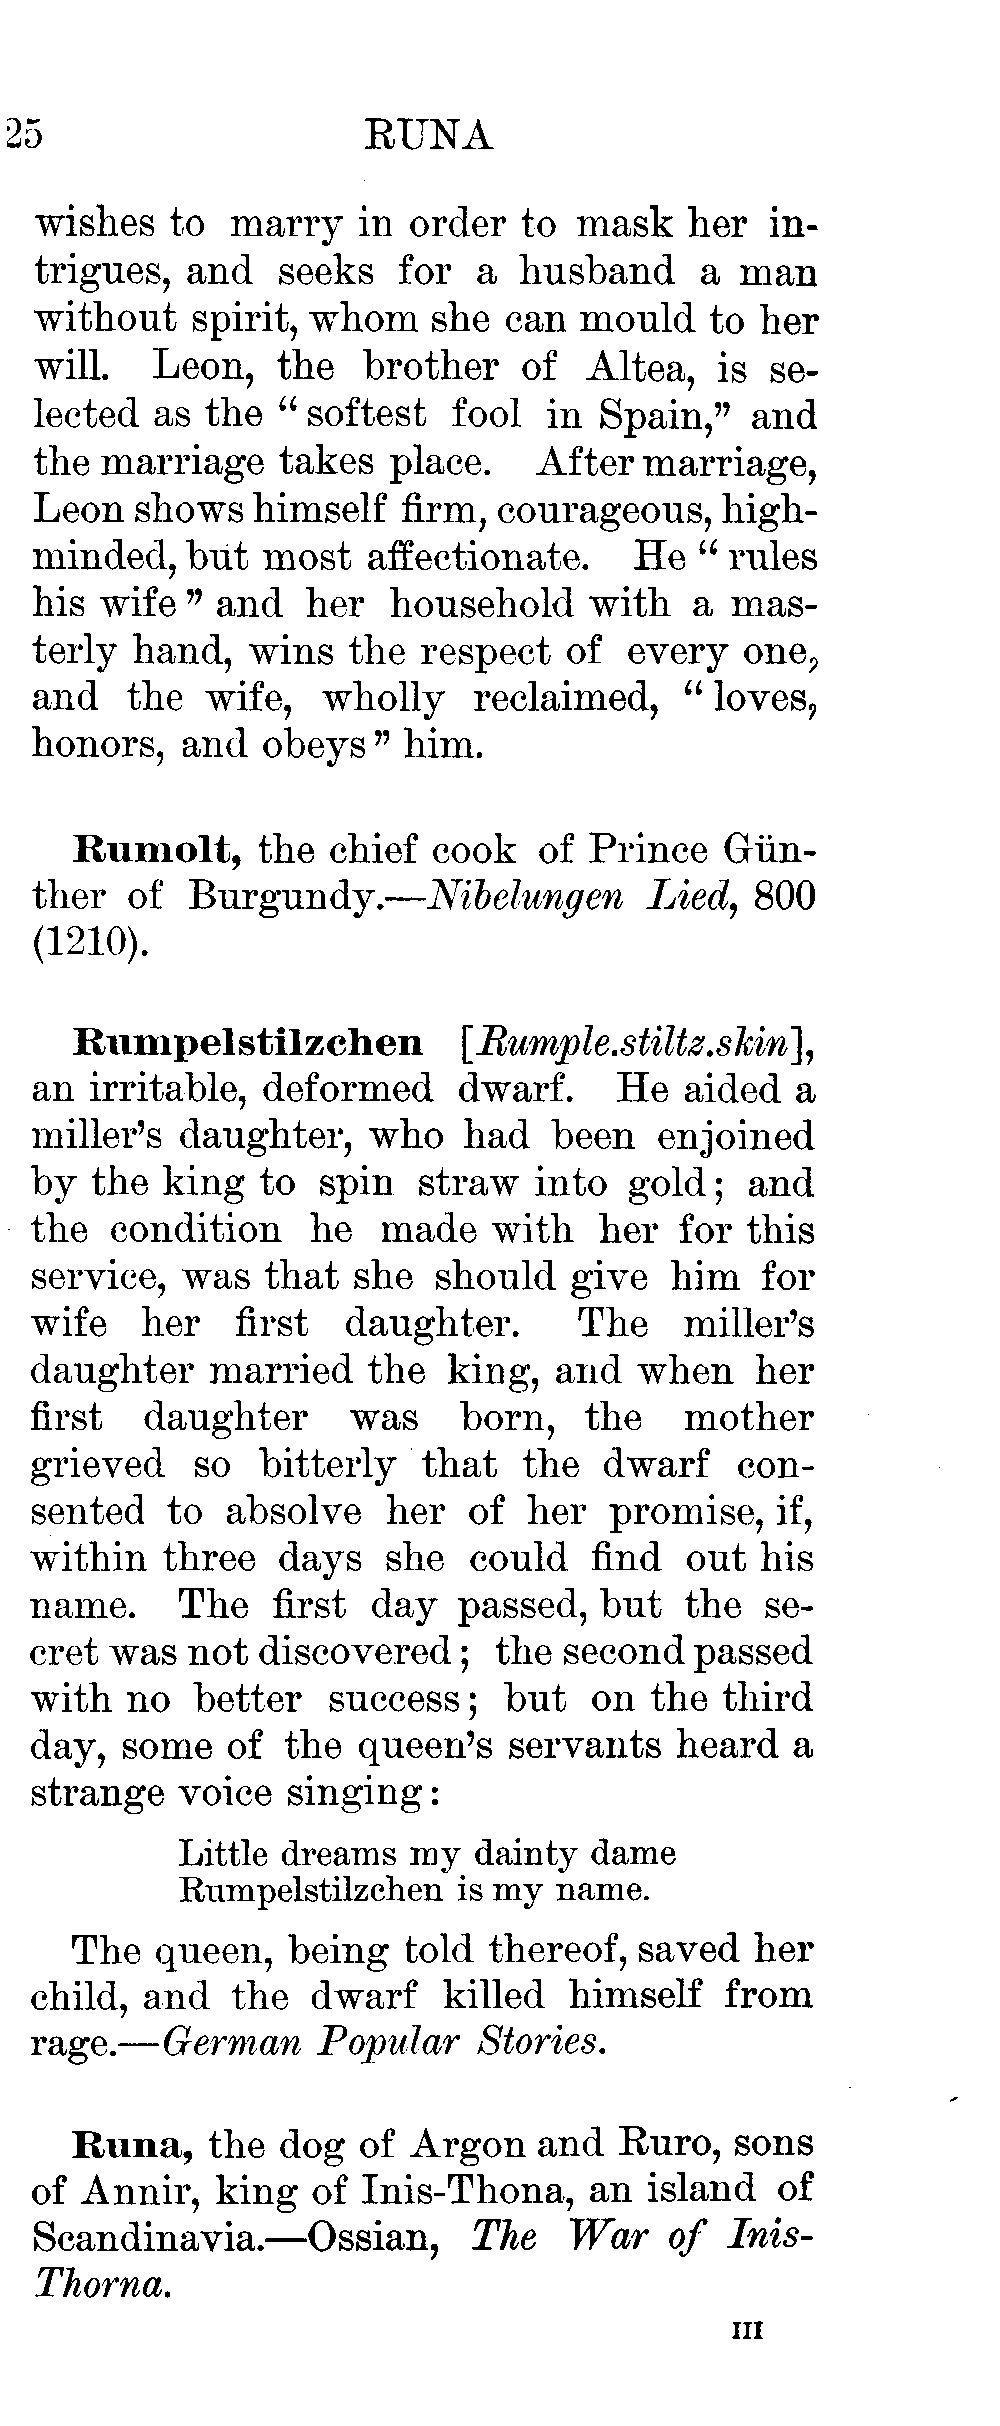 25 RUNA
wishes to marry in order to mask her in-
trigues, and seeks for a husband a man
without spirit, whom she can mould to her
will. Leon, the brother of Altea, is se-
lected as the “softest fool in Spain,” and
the marriage takes place. After marriage,
Leon shows himself firm, courageous, high-
minded, but most affectionate. He “rules
his wife” and her household with a mas-
terly hand, wins the respect of every one,
and the wife, wholly reclaimed, “loves,
honors, and obeys” him.
Rumolt, the chief cook of Prince Gün-
ther of Burgundy.—Nibelungen Lied, 800
(1210).
Rumpelstilzchen [Rumple.stiltz.skin],
an irritable, deformed dwarf. He aided a
miller’s daughter, who had been enjoined
by the king to spin straw into gold; and
the condition he made with her for this
service, was that she should give him for
wife her first daughter. The miller’s
daughter married the king, and when her
first daughter was born, the mother
grieved so bitterly that the dwarf con-
sented to absolve her of her promise, if,
within three days she could find out his
name. The first day passed, but the se-
cret was not discovered; the second passed
with no better success; but on the third
day, some of the queen’s servants heard a
strange voice singing:
Little dreams my dainty dame
Rumpelstilzchen is my name.
The queen, being told thereof, saved her
child, and the dwarf killed himself from
rage.—German Popular Stories.
Runa, the dog of Argon and Ruro, sons
of Annir, king of Inis-Thona, an island of
Scandinavia.—Ossian, The War of Inis-
Thorna.
III